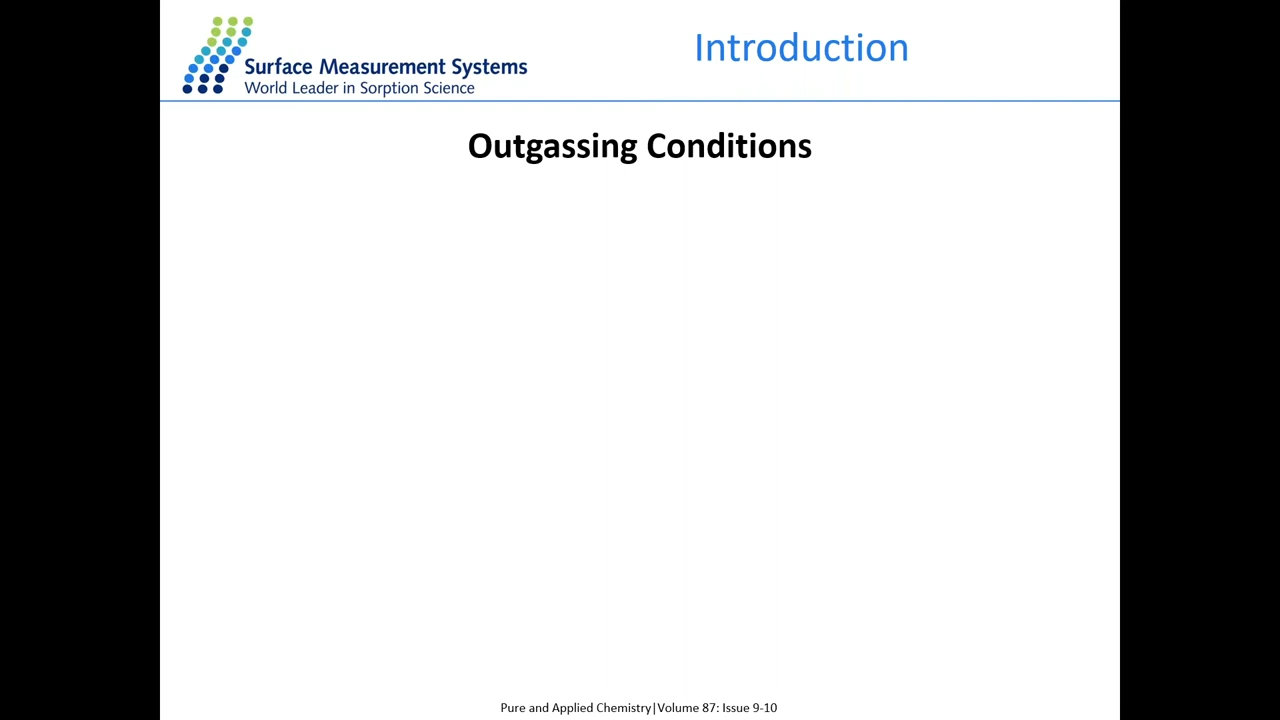 Introduction
Surface Measurement Systems
World Leader in Sorption Science
Outgassing Conditions
Pure and Applied Chemistry|Volume 87: Issue 9-10